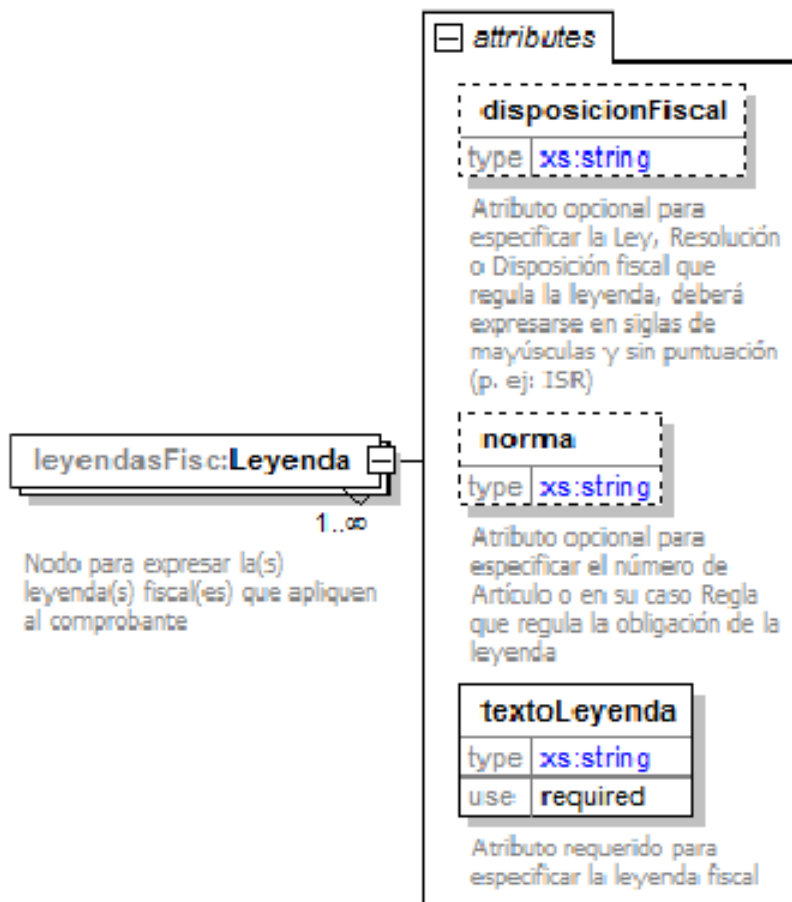 attributes
disposicionFiscal
type xs:string
Atributo opcional para
especificar la Ley, Resolución
o Disposición fiscal que
regula la leyenda, deberá
expresarse en siglas de
mayúsculas y sin puntuación
(p. ej: ISR)
leyendasFisc:Leyenda
1..∞
Nodo para expresar la(s)
leyenda(s) fiscal(es) que apliquen
al comprobante
norma
type xs:string
Atributo opcional para
especificar el número de
Artículo o en su caso Regla
que regula la obligación de la
leyenda
textoLeyenda
type xs:string
use required
Atributo requerido para
especificar la leyenda fiscal